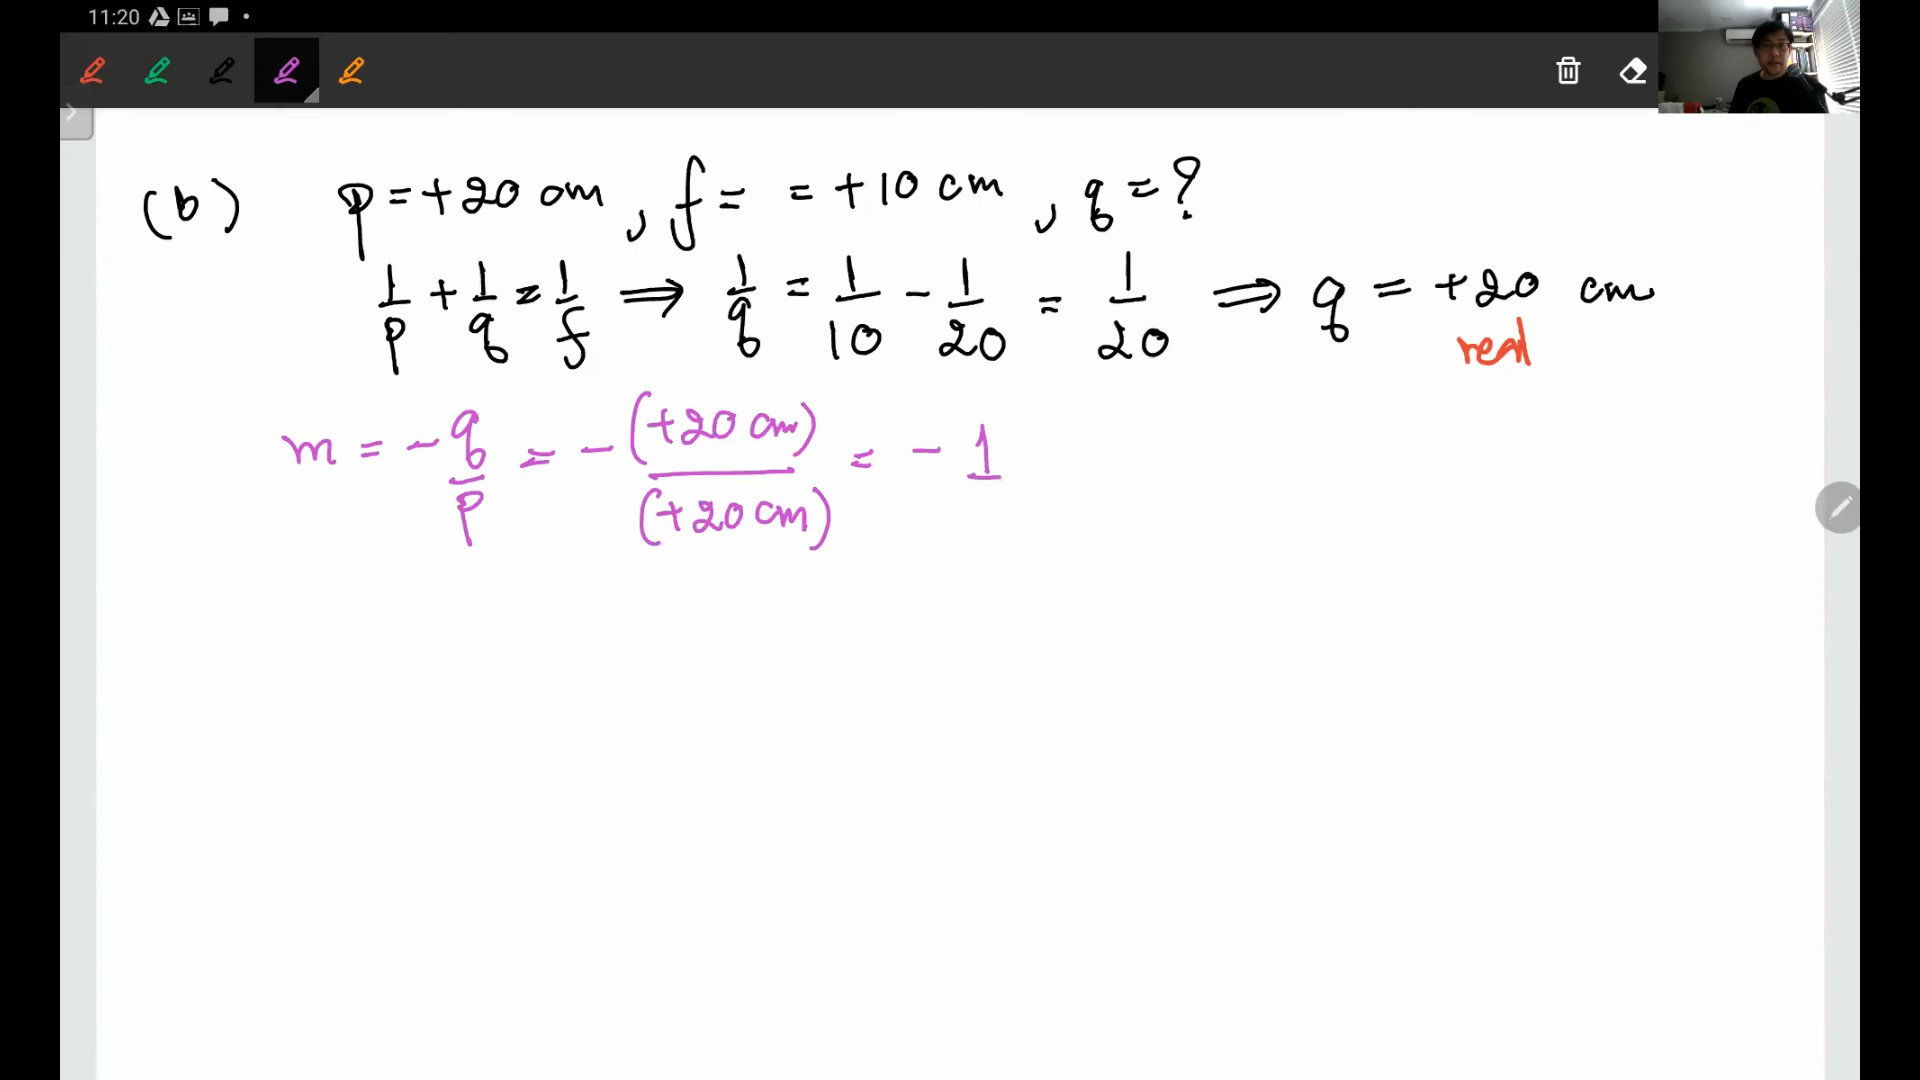 11:20
(b) p = +20 cm , f = = +10 cm , q = ?
1/p + 1/q = 1/f ⟹ 1/q = 1/10 - 1/20 = 1/20 ⟹ q = +20 cm
real
m = - q/p = - (+20 cm)/(+20 cm) = - 1